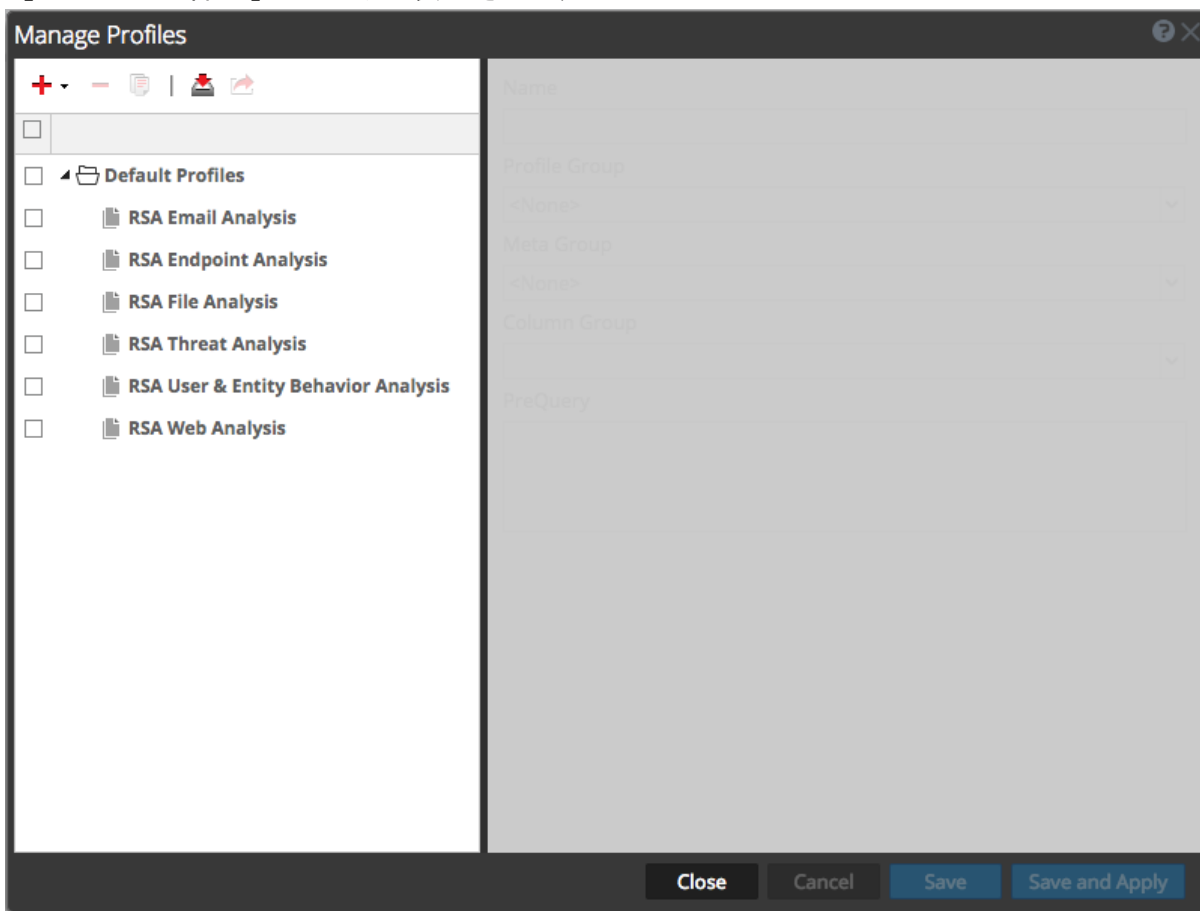 Manage Profiles
Name
Profile Group
<None>
Meta Group
<None>
Column Group
PreQuery
Default Profiles
RSA Email Analysis
RSA Endpoint Analysis
RSA File Analysis
RSA Threat Analysis
RSA User & Entity Behavior Analysis
RSA Web Analysis
Close
Cancel
Save
Save and Apply